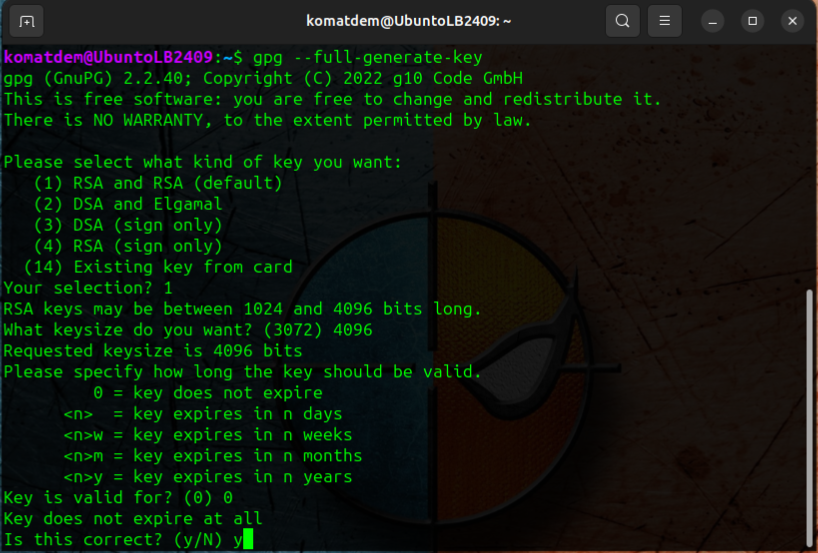 komatdem@UbuntoLB2409: ~
komatdem@UbuntoLB2409:~$ gpg --full-generate-key
gpg (GnuPG) 2.2.40; Copyright (C) 2022 g10 Code GmbH
This is free software: you are free to change and redistribute it.
There is NO WARRANTY, to the extent permitted by law.
Please select what kind of key you want:
(1) RSA and RSA (default)
(2) DSA and Elgamal
(3) DSA (sign only)
(4) RSA (sign only)
(14) Existing key from card
Your selection? 1
RSA keys may be between 1024 and 4096 bits long.
What keysize do you want? (3072) 4096
Requested keysize is 4096 bits
Please specify how long the key should be valid.
0 = key does not expire
<n>  = key expires in n days
<n>w = key expires in n weeks
<n>m = key expires in n months
<n>y = key expires in n years
Key is valid for? (0) 0
Key does not expire at all
Is this correct? (y/N) y